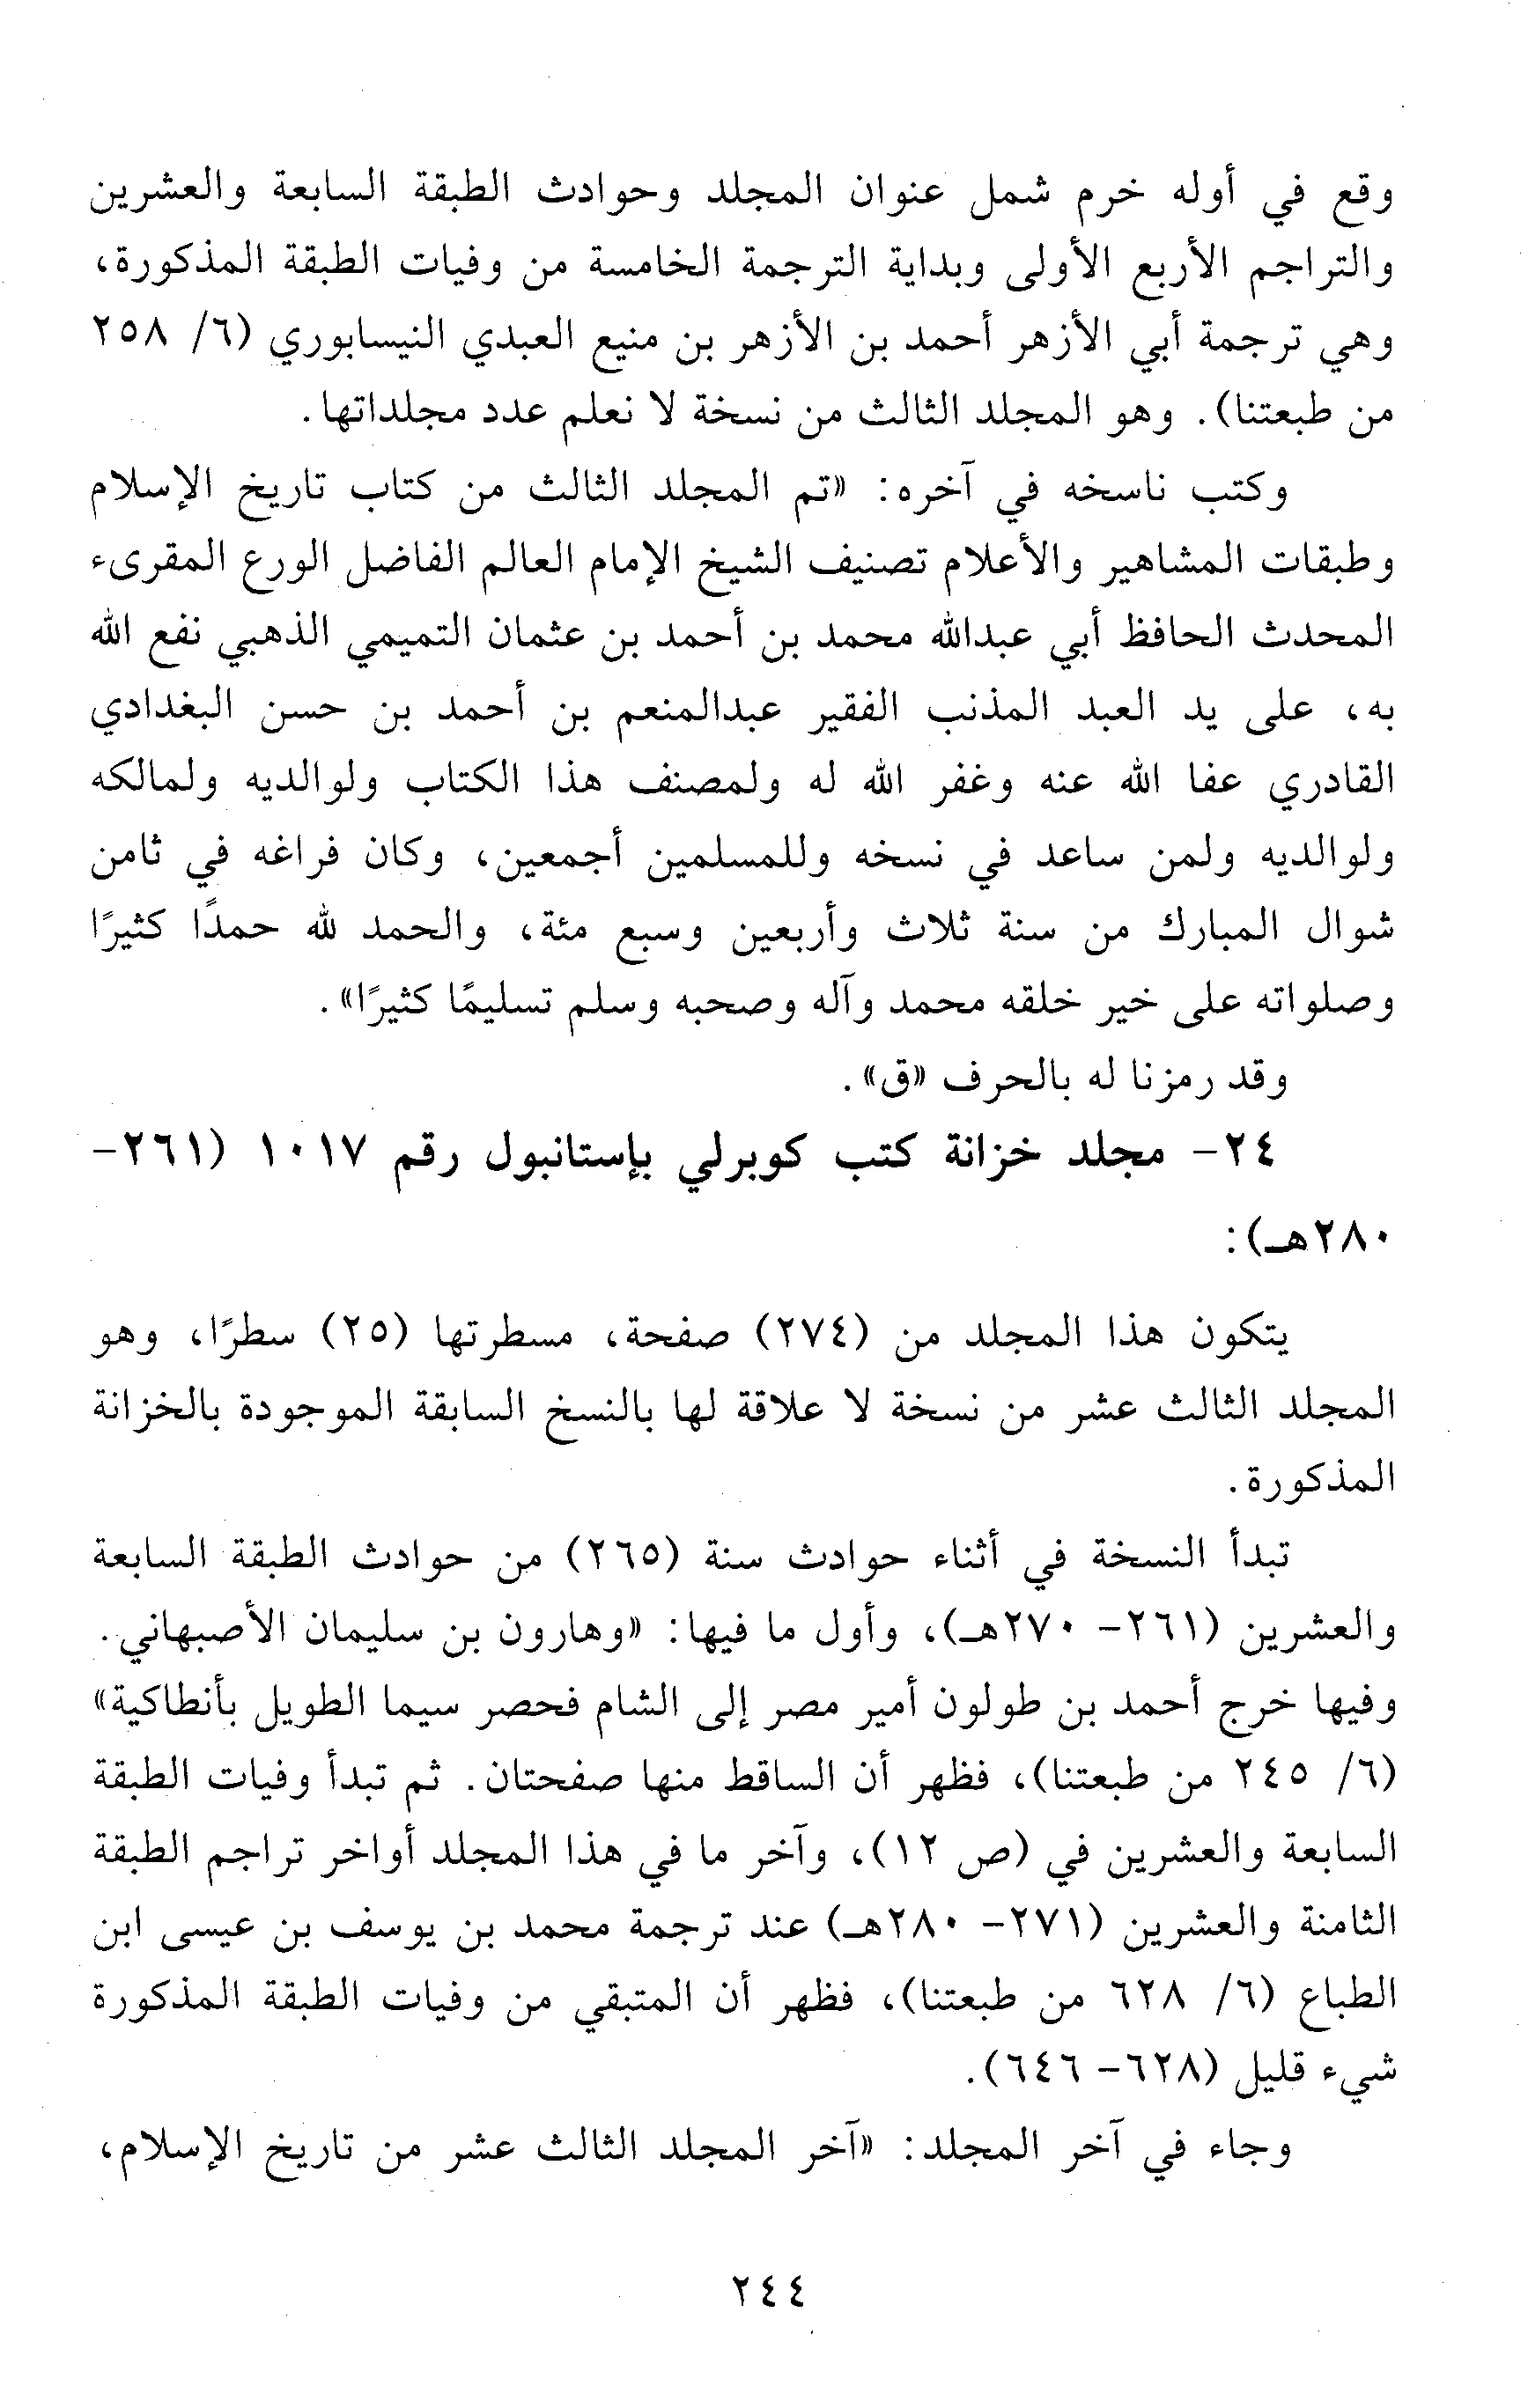 وقع في أوله خرم شمل عنوان المجلد وحوادث الطبقة السابعة والعشرين
والتراجم الأربع الأولى وبداية الترجمة الخامسة من وفيات الطبقة المذكورة،
وهي ترجمة أبي الأزهر أحمد بن الأزهر بن منيع العبدي النيسابوري (٦/ ٢٥٨
من طبعتنا). وهو المجلد الثالث من نسخة لا نعلم عدد مجلداتها.
وكتب ناسخه في آخره: «تم المجلد الثالث من كتاب تاريخ الإسلام
وطبقات المشاهير والأعلام تصنيف الشيخ الإمام العالم الفاضل الورع المقرىء
المحدث الحافظ أبي عبدالله محمد بن أحمد بن عثمان التميمي الذهبي نفع الله
به، على يد العبد المذنب الفقير عبدالمنعم بن أحمد بن حسن البغدادي
القادري عفا الله عنه وغفر الله له ولمصنف هذا الكتاب ولوالديه ولمالكه
ولوالديه ولمن ساعد في نسخه وللمسلمين أجمعين، وكان فراغه في ثامن
شوال المبارك من سنة ثلاث وأربعين وسبع مئة، والحمد لله حمدًا كثيرًا
وصلواته على خير خلقه محمد وآله وصحبه وسلم تسليمًا كثيرًا».
وقد رمزنا له بالحرف «ق».
٢٤- مجلد خزانة كتب كوبرلي بإستانبول رقم ١٠١٧ (٢٦١-
٢٨٠هـ):
يتكون هذا المجلد من (٢٧٤) صفحة، مسطرتها (٢٥) سطرًا، وهو
المجلد الثالث عشر من نسخة لا علاقة لها بالنسخ السابقة الموجودة بالخزانة
المذكورة.
تبدأ النسخة في أثناء حوادث سنة (٢٦٥) من حوادث الطبقة السابعة
والعشرين (٢٦١- ٢٧٠هـ)، وأول ما فيها: «وهارون بن سليمان الأصبهاني.
وفيها خرج أحمد بن طولون أمير مصر إلى الشام فحصر سيما الطويل بأنطاكية»
(٦/ ٢٤٥ من طبعتنا)، فظهر أن الساقط منها صفحتان. ثم تبدأ وفيات الطبقة
السابعة والعشرين في (ص ١٢)، وآخر ما في هذا المجلد أواخر تراجم الطبقة
الثامنة والعشرين (٢٧١- ٢٨٠هـ) عند ترجمة محمد بن يوسف بن عيسى ابن
الطباع (٦/ ٦٢٨ من طبعتنا)، فظهر أن المتبقي من وفيات الطبقة المذكورة
شيء قليل (٦٢٨- ٦٤٦).
وجاء في آخر المجلد: «آخر المجلد الثالث عشر من تاريخ الإسلام،
٢٤٤